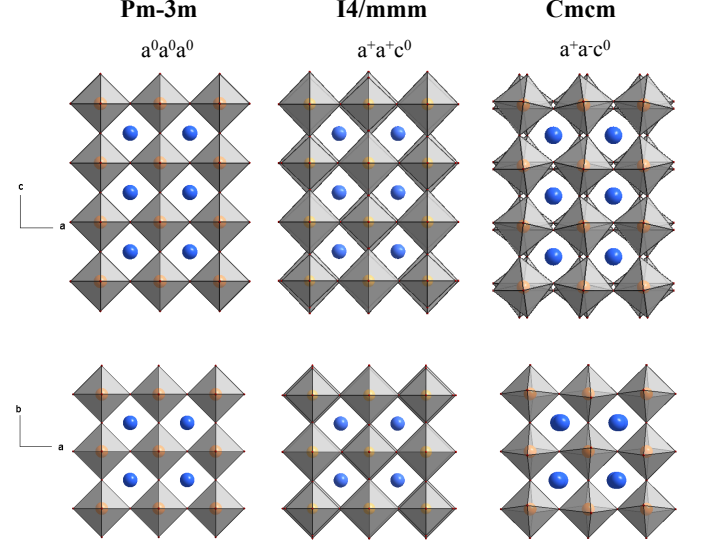 Pm-3m I4/mmm Cmcm
a⁰a⁰a⁰ a⁺a⁺c⁰ a⁺a⁻c⁰
c
a
b
a